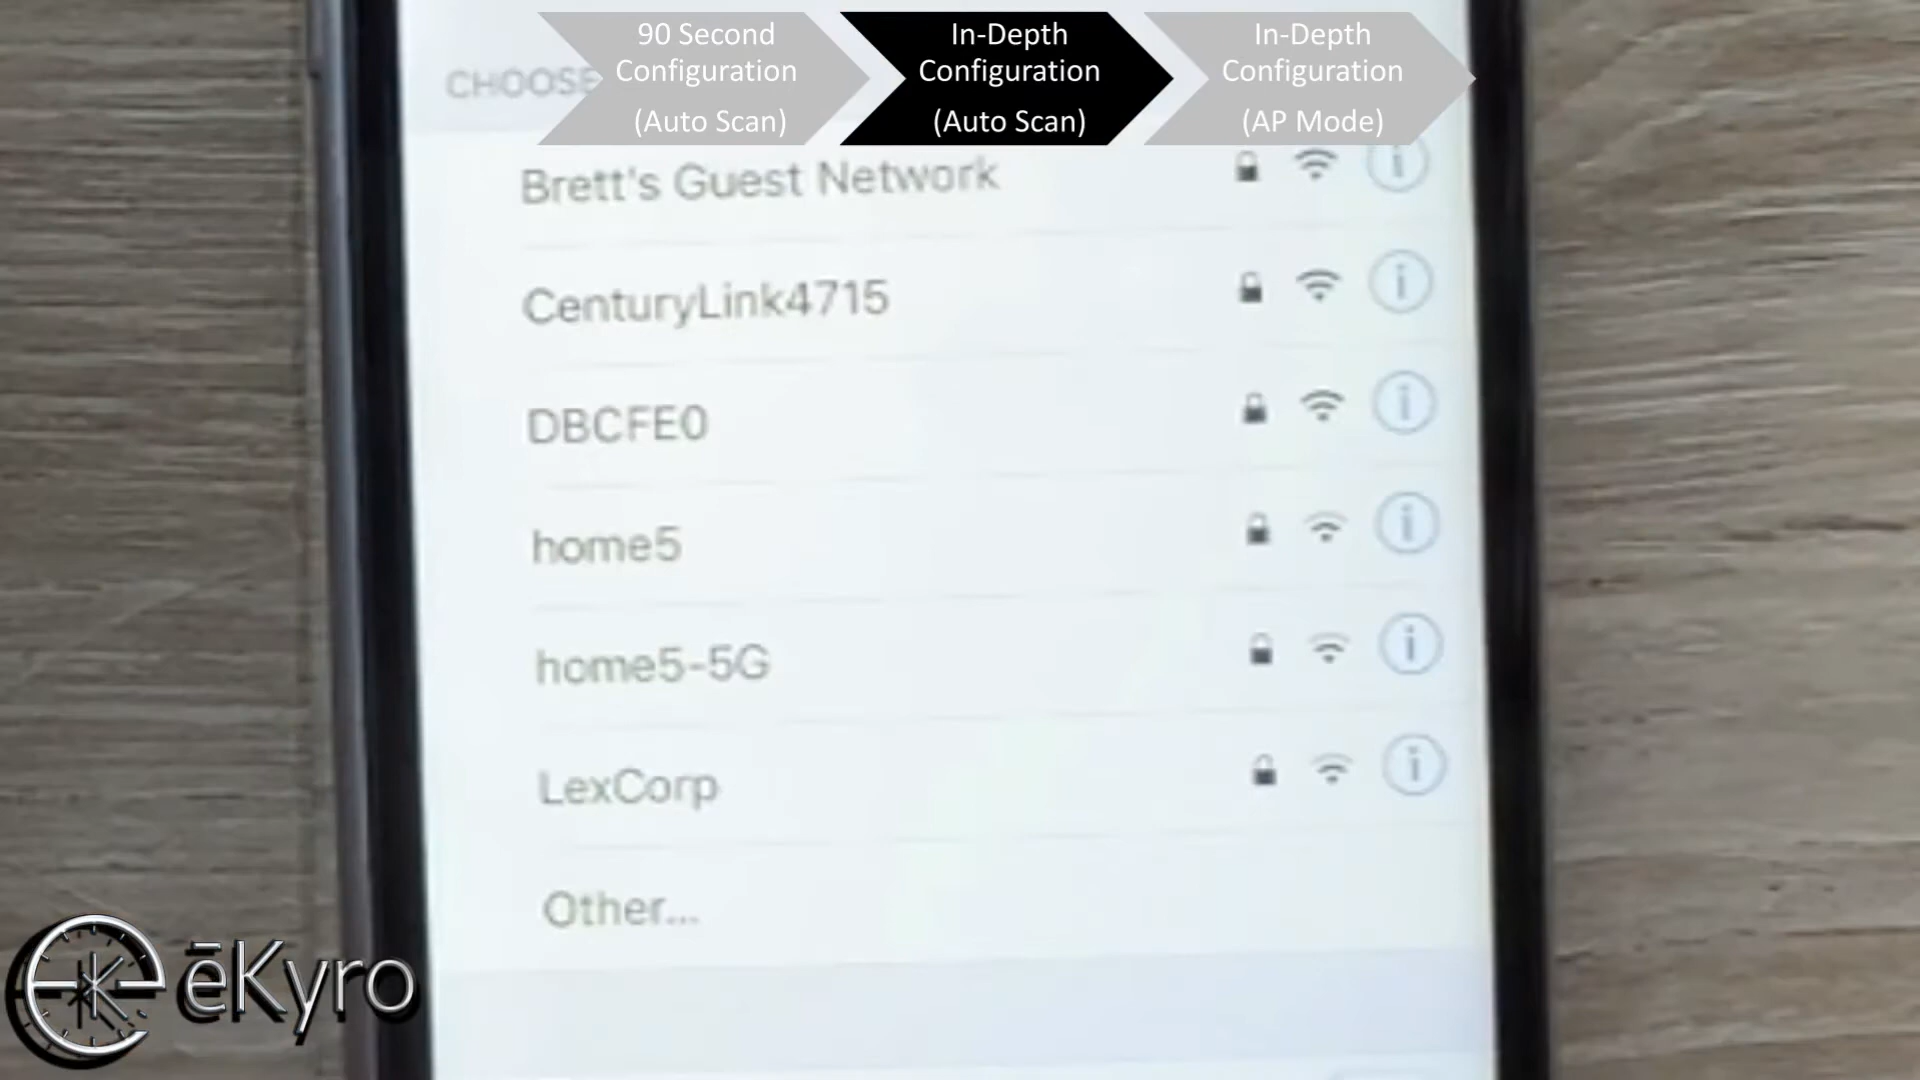 90 Second
Configuration
(Auto Scan)
In-Depth
Configuration
(Auto Scan)
In-Depth
Configuration
(AP Mode)
CHOOSE
Brett's Guest Network
CenturyLink4715
DBCFE0
home5
home5-5G
LexCorp
Other...
ēKyro